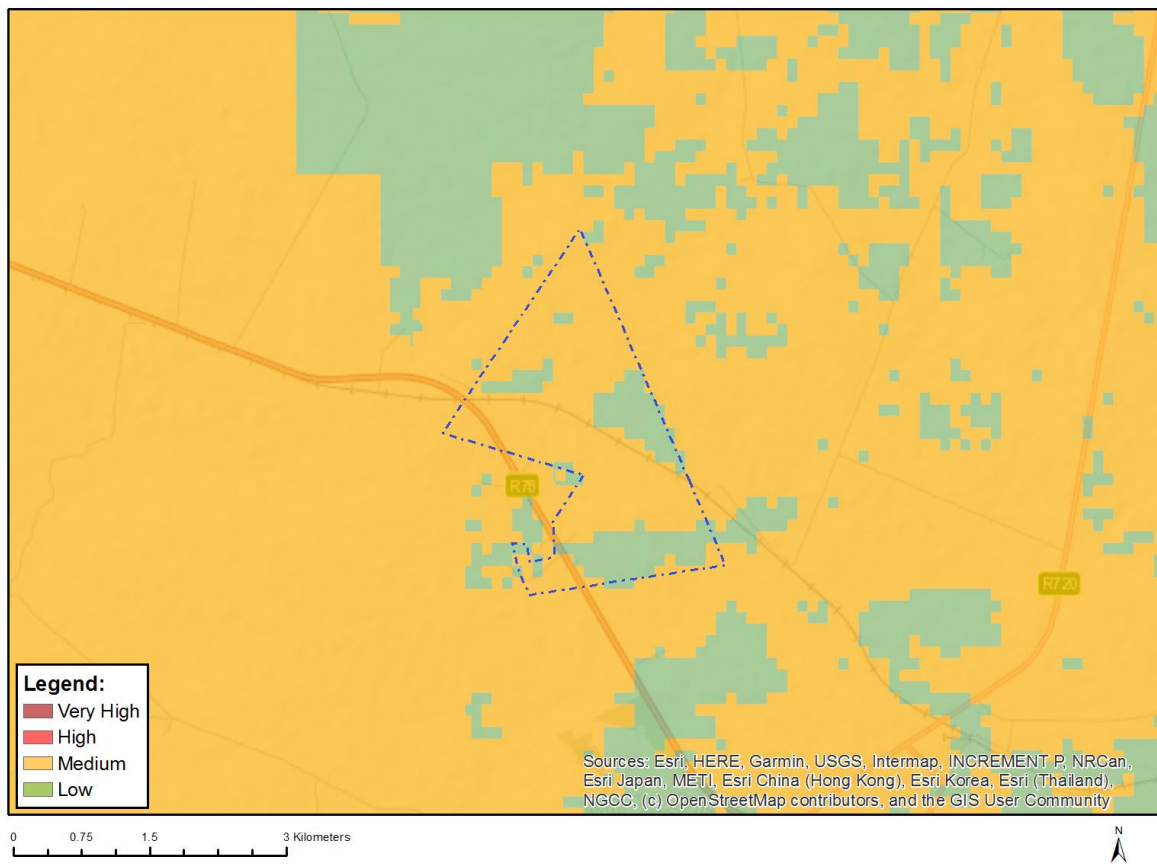 R76
R720
Legend:
Very High
High
Medium
Low
Sources: Esri, HERE, Garmin, USGS, Intermap, INCREMENT P, NRCan,
Esri Japan, METI, Esri China (Hong Kong), Esri Korea, Esri (Thailand),
NGCC, (c) OpenStreetMap contributors, and the GIS User Community
0 0.75 1.5 3 Kilometers
N